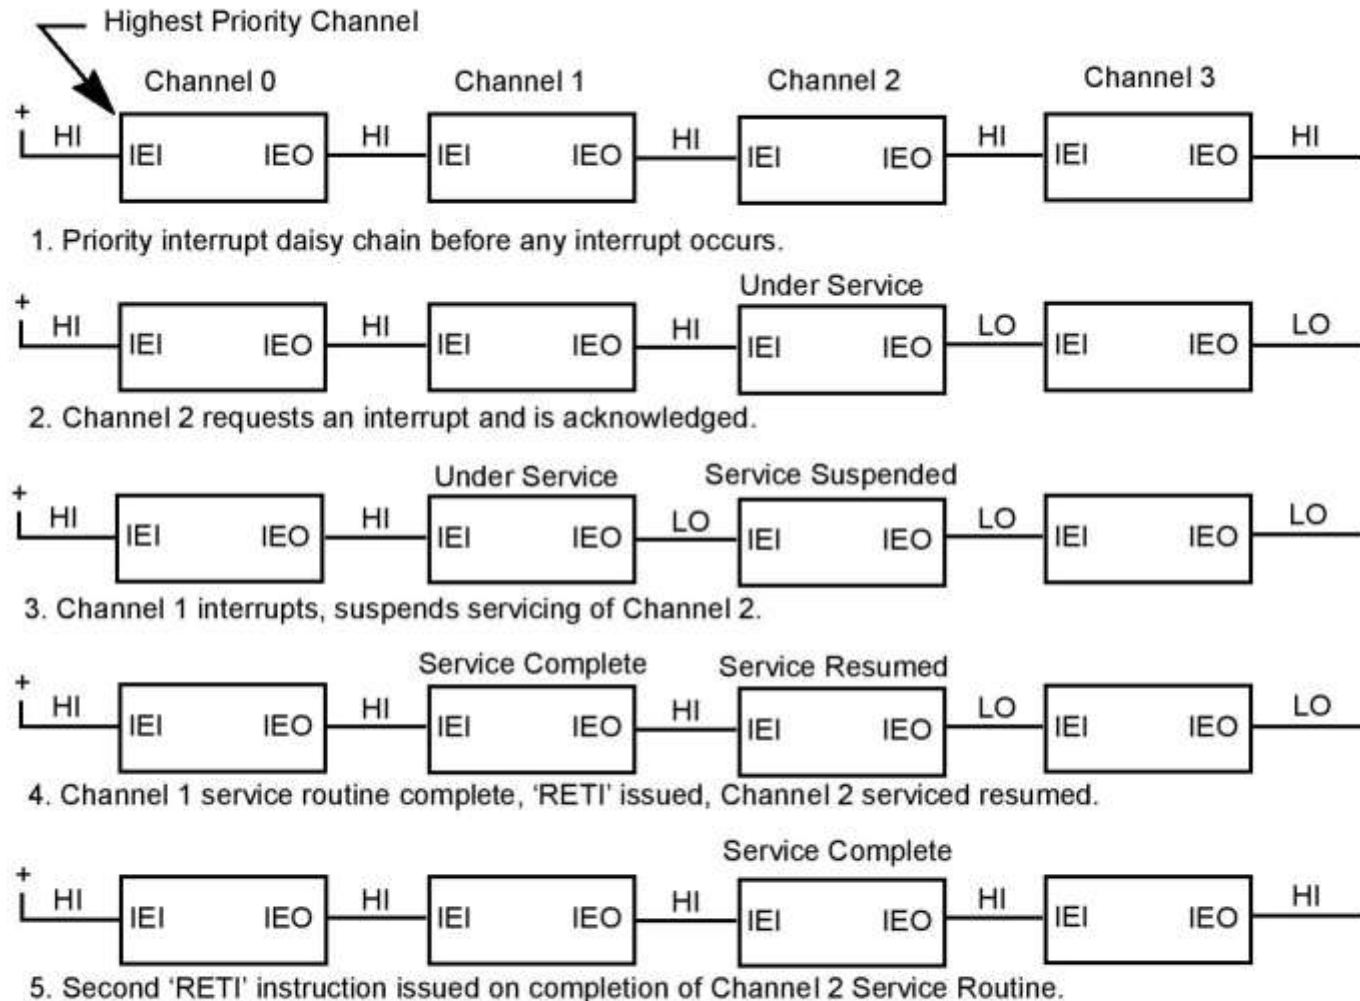 Highest Priority Channel
Channel 0 Channel 1 Channel 2 Channel 3
+ HI IEI IEO HI IEI IEO HI IEI IEO HI IEI IEO HI
1. Priority interrupt daisy chain before any interrupt occurs.
Under Service
+ HI IEI IEO HI IEI IEO HI IEI IEO LO IEI IEO LO
2. Channel 2 requests an interrupt and is acknowledged.
Under Service Service Suspended
+ HI IEI IEO HI IEI IEO LO IEI IEO LO IEI IEO LO
3. Channel 1 interrupts, suspends servicing of Channel 2.
Service Complete Service Resumed
+ HI IEI IEO HI IEI IEO HI IEI IEO LO IEI IEO LO
4. Channel 1 service routine complete, ‘RETI’ issued, Channel 2 serviced resumed.
Service Complete
+ HI IEI IEO HI IEI IEO HI IEI IEO HI IEI IEO HI
5. Second ‘RETI’ instruction issued on completion of Channel 2 Service Routine.